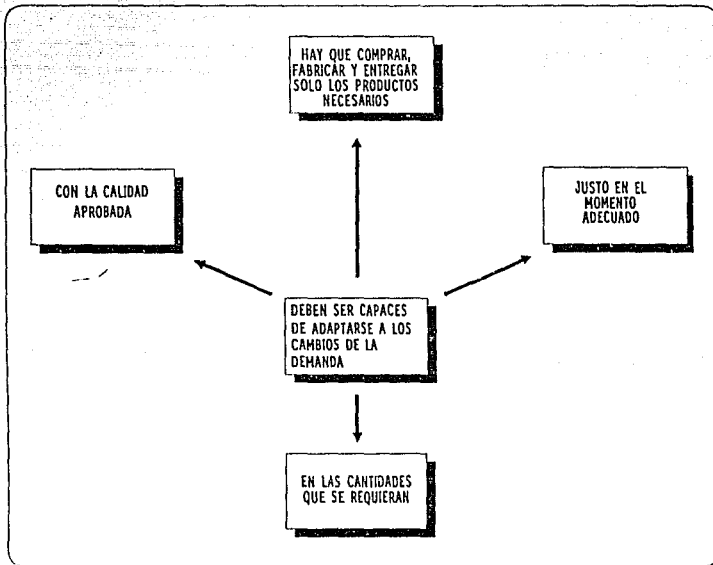 HAY QUE COMPRAR,
FABRICAR Y ENTREGAR
SOLO LOS PRODUCTOS
NECESARIOS
CON LA CALIDAD
APROBADA
JUSTO EN EL
MOMENTO
ADECUADO
DEBEN SER CAPACES
DE ADAPTARSE A LOS
CAMBIOS DE LA
DEMANDA
EN LAS CANTIDADES
QUE SE REQUIERAN